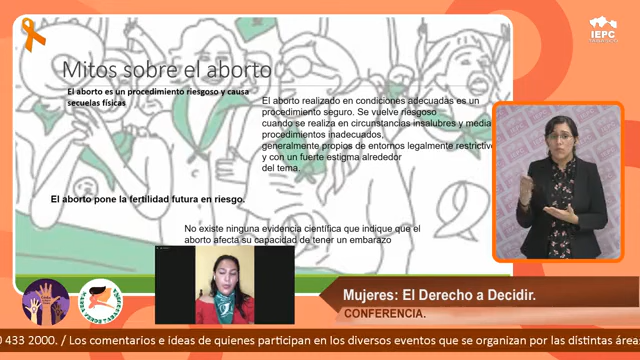 IEPC
Mitos sobre el aborto
El aborto es un procedimiento riesgoso y causa
secuelas físicas
El aborto realizado en condiciones adecuadas es un
procedimiento seguro. Se vuelve riesgoso
cuando se realiza en circunstancias insalubres y media
procedimientos inadecuados,
generalmente propios de entornos legalmente restrictiv
y con un fuerte estigma alrededor
del tema.
El aborto pone la fertilidad futura en riesgo.
No existe ninguna evidencia científica que indique que el
aborto afecta su capacidad de tener un embarazo
Mujeres: El Derecho a Decidir.
CONFERENCIA.
0 433 2000. / Los comentarios e ideas de quienes participan en los diversos eventos que se organizan por las distintas área